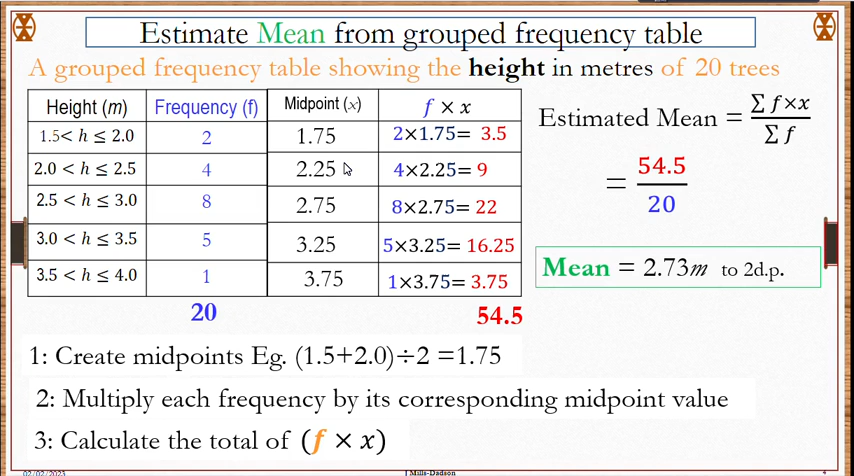 Estimate Mean from grouped frequency table
A grouped frequency table showing the height in metres of 20 trees
Height (m) Frequency (f) Midpoint (x) f × x
1.5< h ≤ 2.0 2 1.75 2×1.75= 3.5
2.0 < h ≤ 2.5 4 2.25 4×2.25= 9
2.5 < h ≤ 3.0 8 2.75 8×2.75= 22
3.0 < h ≤ 3.5 5 3.25 5×3.25= 16.25
3.5 < h ≤ 4.0 1 3.75 1×3.75= 3.75
20 54.5
Estimated Mean = ∑ f×x / ∑ f
= 54.5 / 20
Mean = 2.73m to 2d.p.
1: Create midpoints Eg. (1.5+2.0)÷2 =1.75
2: Multiply each frequency by its corresponding midpoint value
3: Calculate the total of (f × x)
02/02/2023 J Mills-Dadson 4